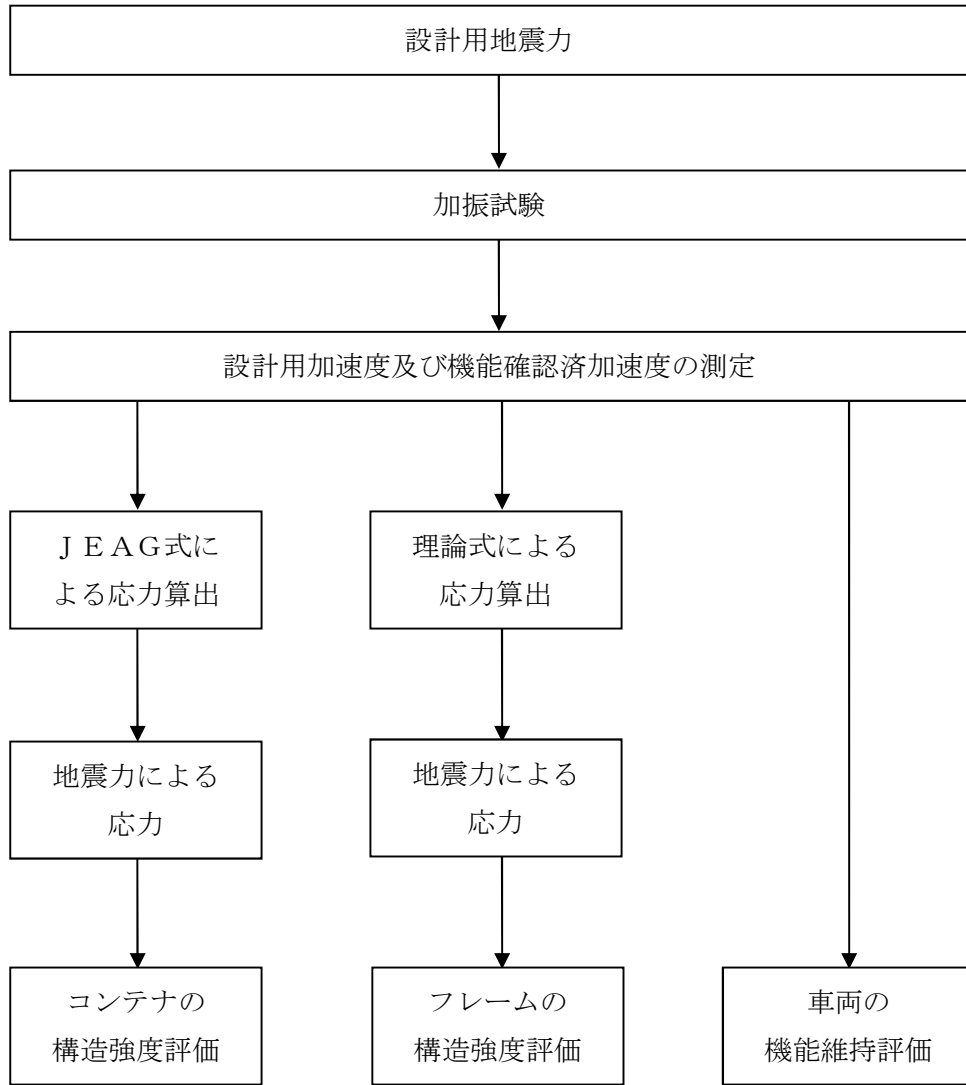 設計用地震力
加振試験
設計用加速度及び機能確認済加速度の測定
ＪＥＡＧ式に
よる応力算出
理論式による
応力算出
地震力による
応力
地震力による
応力
コンテナの
構造強度評価
フレームの
構造強度評価
車両の
機能維持評価